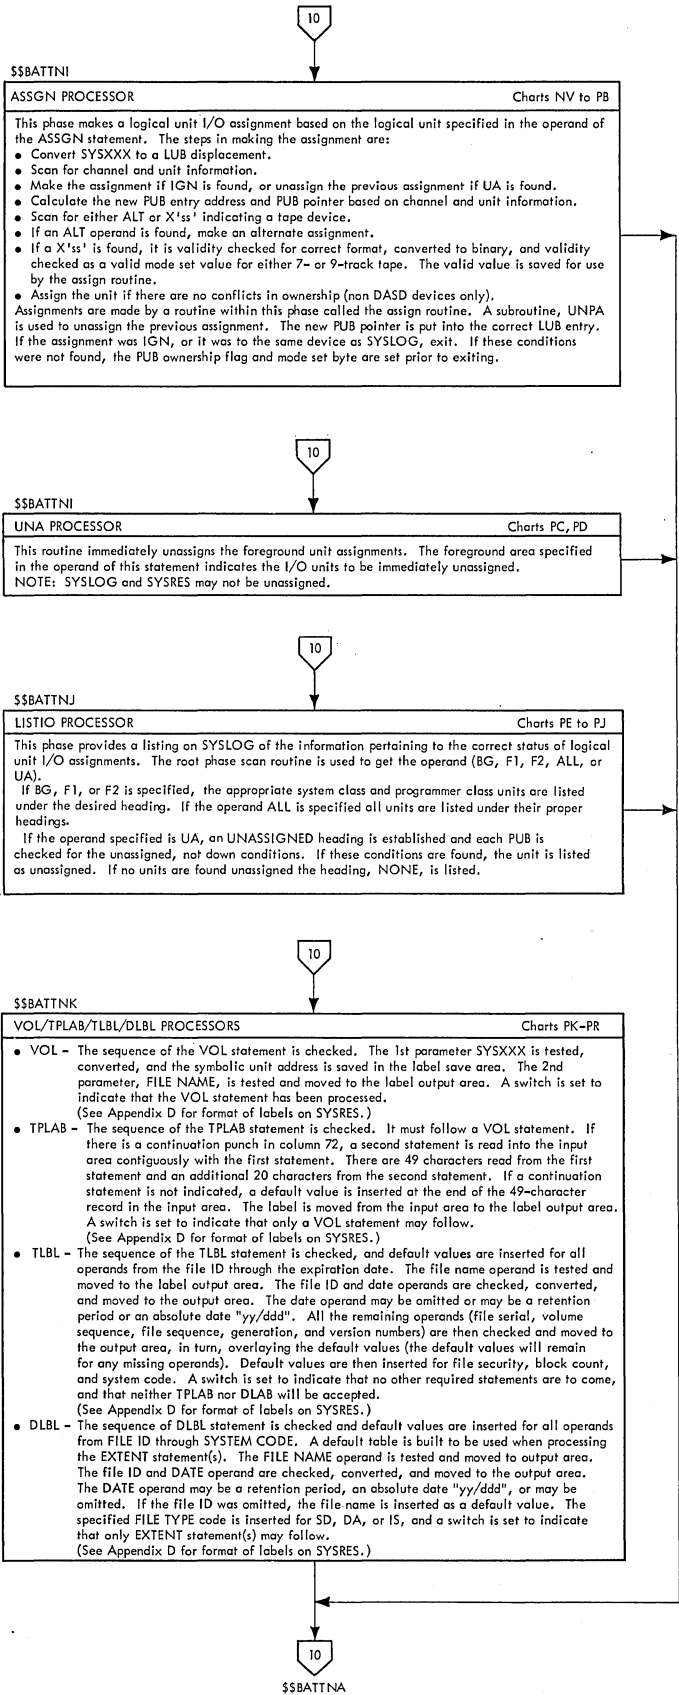 10
$$BATTNI
ASSGN PROCESSOR Charts NV to PB
This phase makes a logical unit I/O assignment based on the logical unit specified in the operand of
the ASSGN statement. The steps in making the assignment are:
• Convert SYSXXX to a LUB displacement.
• Scan for channel and unit information.
• Make the assignment if IGN is found, or unassign the previous assignment if UA is found.
• Calculate the new PUB entry address and PUB pointer based on channel and unit information.
• Scan for either ALT or X'ss' indicating a tape device.
• If an ALT operand is found, make an alternate assignment.
• If a X'ss' is found, it is validity checked for correct format, converted to binary, and validity
checked as a valid mode set value for either 7- or 9-track tape. The valid value is saved for use
by the assign routine.
• Assign the unit if there are no conflicts in ownership (non DASD devices only).
Assignments are made by a routine within this phase called the assign routine. A subroutine, UNPA
is used to unassign the previous assignment. The new PUB pointer is put into the correct LUB entry.
If the assignment was IGN, or it was to the same device as SYSLOG, exit. If these conditions
were not found, the PUB ownership flag and mode set byte are set prior to exiting.
10
$$BATTNI
UNA PROCESSOR Charts PC, PD
This routine immediately unassigns the foreground unit assignments. The foreground area specified
in the operand of this statement indicates the I/O units to be immediately unassigned.
NOTE: SYSLOG and SYSRES may not be unassigned.
10
$$BATTNJ
LISTIO PROCESSOR Charts PE to PJ
This phase provides a listing on SYSLOG of the information pertaining to the correct status of logical
unit I/O assignments. The root phase scan routine is used to get the operand (BG, F1, F2, ALL, or
UA).
If BG, F1, or F2 is specified, the appropriate system class and programmer class units are listed
under the desired heading. If the operand ALL is specified all units are listed under their proper
headings.
If the operand specified is UA, an UNASSIGNED heading is established and each PUB is
checked for the unassigned, not down conditions. If these conditions are found, the unit is listed
as unassigned. If no units are found unassigned the heading, NONE, is listed.
10
$$BATTNK
VOL/TPLAB/TLBL/DLBL PROCESSORS Charts PK-PR
• VOL - The sequence of the VOL statement is checked. The 1st parameter SYSXXX is tested,
converted, and the symbolic unit address is saved in the label save area. The 2nd
parameter, FILE NAME, is tested and moved to the label output area. A switch is set to
indicate that the VOL statement has been processed.
(See Appendix D for format of labels on SYSRES.)
• TPLAB - The sequence of the TPLAB statement is checked. It must follow a VOL statement. If
there is a continuation punch in column 72, a second statement is read into the input
area contiguously with the first statement. There are 49 characters read from the first
statement and an additional 20 characters from the second statement. If a continuation
statement is not indicated, a default value is inserted at the end of the 49-character
record in the input area. The label is moved from the input area to the label output area.
A switch is set to indicate that only a VOL statement may follow.
(See Appendix D for format of labels on SYSRES.)
• TLBL - The sequence of the TLBL statement is checked, and default values are inserted for all
operands from the file ID through the expiration date. The file name operand is tested and
moved to the label output area. The file ID and date operands are checked, converted,
and moved to the output area. The date operand may be omitted or may be a retention
period or an absolute date "yy/ddd". All the remaining operands (file serial, volume
sequence, file sequence, generation, and version numbers) are then checked and moved to
the output area, in turn, overlaying the default values (the default values will remain
for any missing operands). Default values are then inserted for file security, block count,
and system code. A switch is set to indicate that no other required statements are to come,
and that neither TPLAB nor DLAB will be accepted.
(See Appendix D for format of labels on SYSRES.)
• DLBL - The sequence of DLBL statement is checked and default values are inserted for all operands
from FILE ID through SYSTEM CODE. A default table is built to be used when processing
the EXTENT statement(s). The FILE NAME operand is tested and moved to output area.
The file ID and DATE operand are checked, converted, and moved to the output area.
The DATE operand may be a retention period, an absolute date "yy/ddd", or may be
omitted. If the file ID was omitted, the file name is inserted as a default value. The
specified FILE TYPE code is inserted for SD, DA, or IS, and a switch is set to indicate
that only EXTENT statement(s) may follow.
(See Appendix D for format of labels on SYSRES.)
10
$$BATTNA